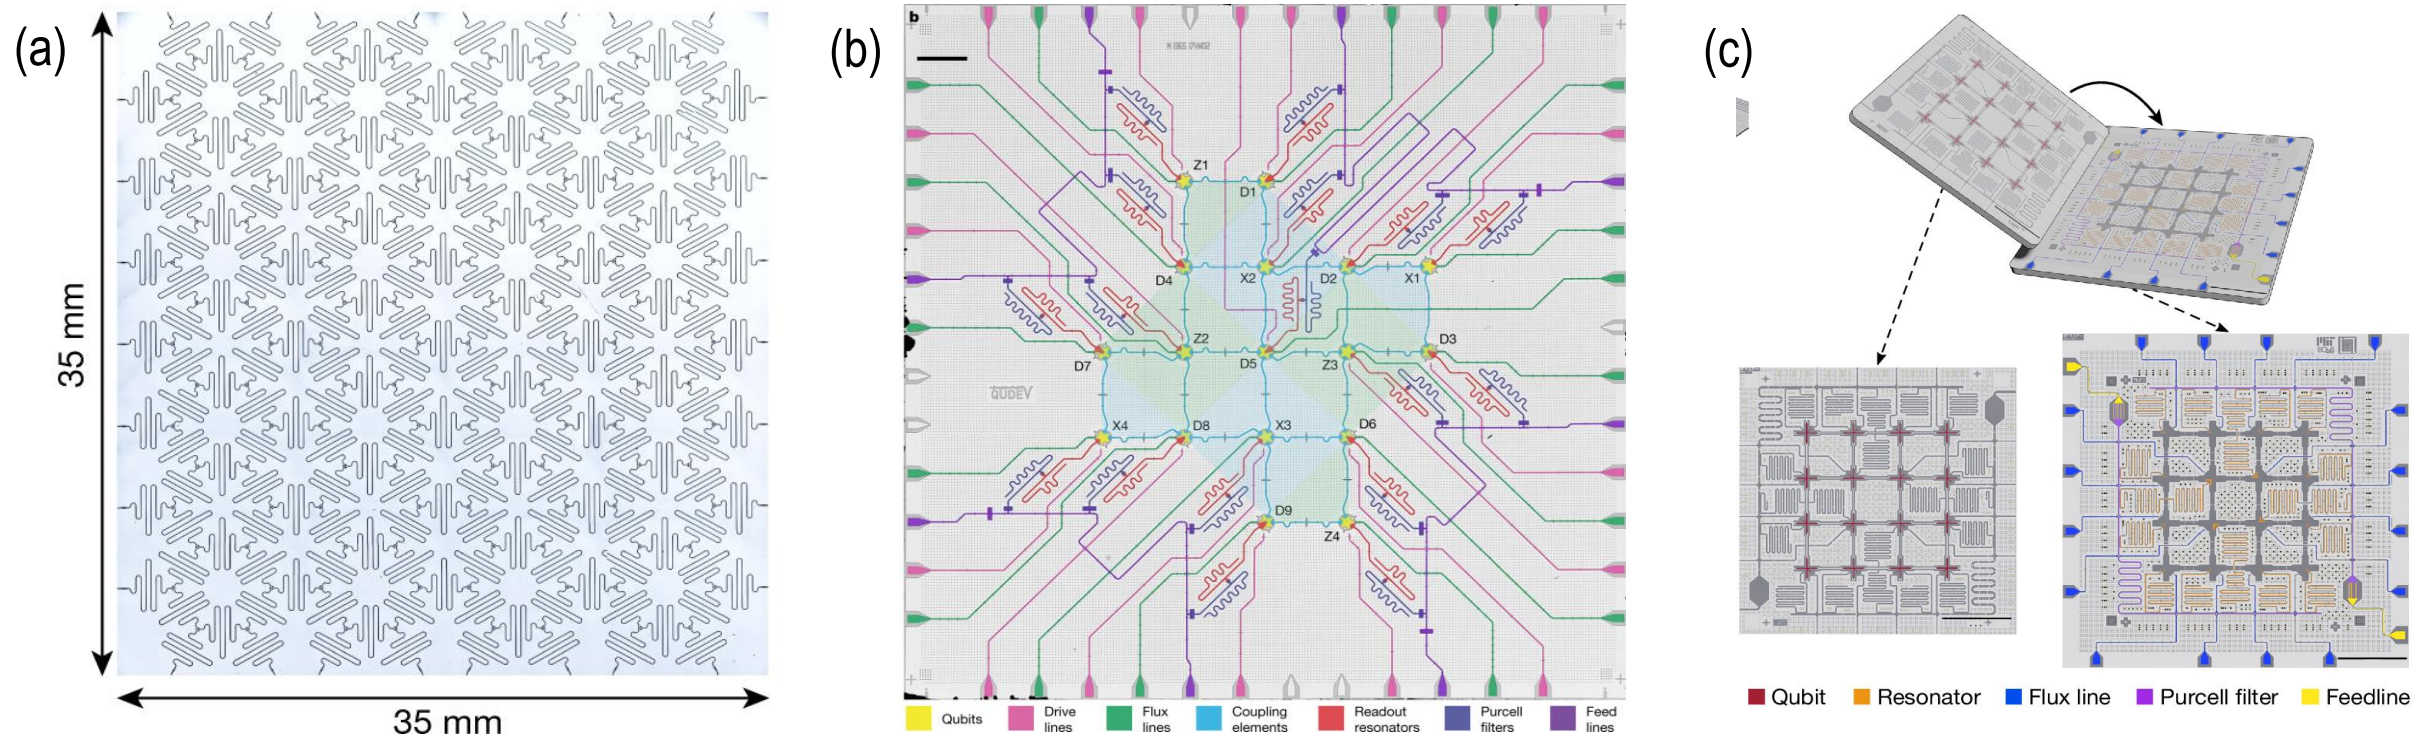 (a)
35 mm
35 mm
(b)
b
Z1
D1
D4
X2
D2
X1
D7
Z2
D5
Z3
D3
X4
D8
X3
D6
D9
Z4
QUDEV
Qubits
Drive
lines
Flux
lines
Coupling
elements
Readout
resonators
Purcell
filters
Feed
lines
(c)
Qubit
Resonator
Flux line
Purcell filter
Feedline